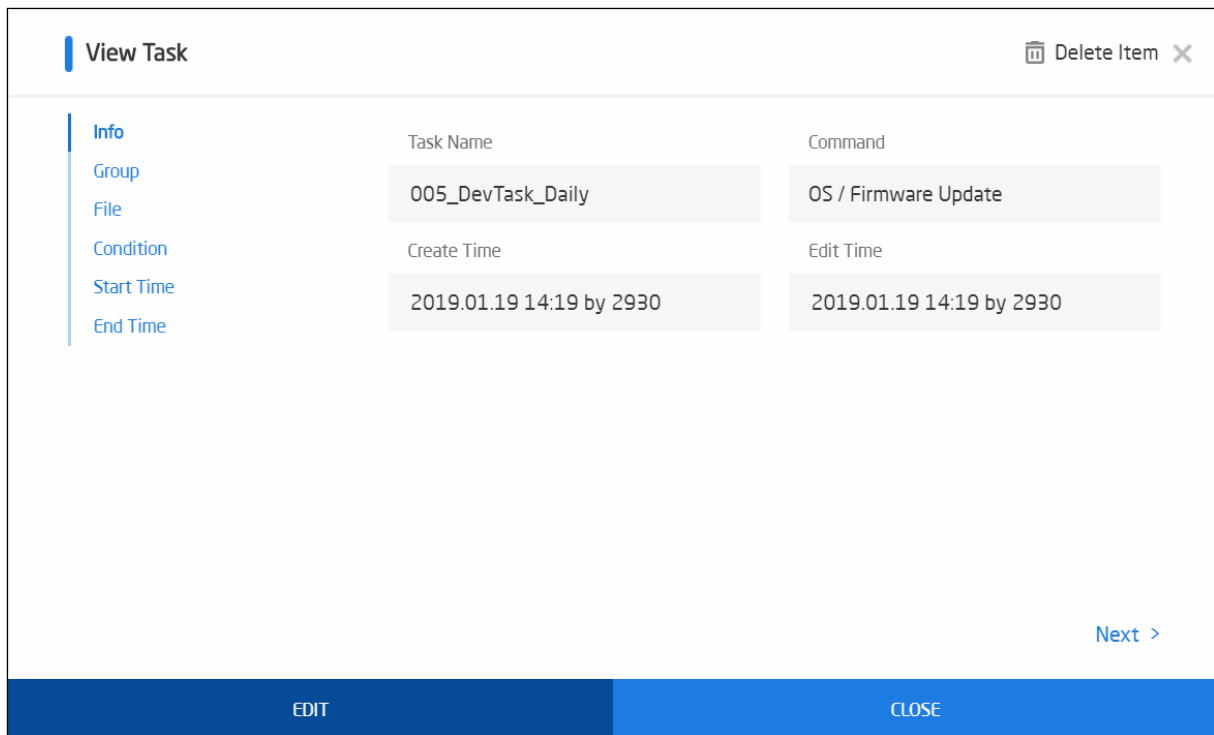 View Task
Delete Item
Info
Group
File
Condition
Start Time
End Time
Task Name
Command
005_DevTask_Daily
OS / Firmware Update
Create Time
Edit Time
2019.01.19 14:19 by 2930
2019.01.19 14:19 by 2930
Next >
EDIT
CLOSE